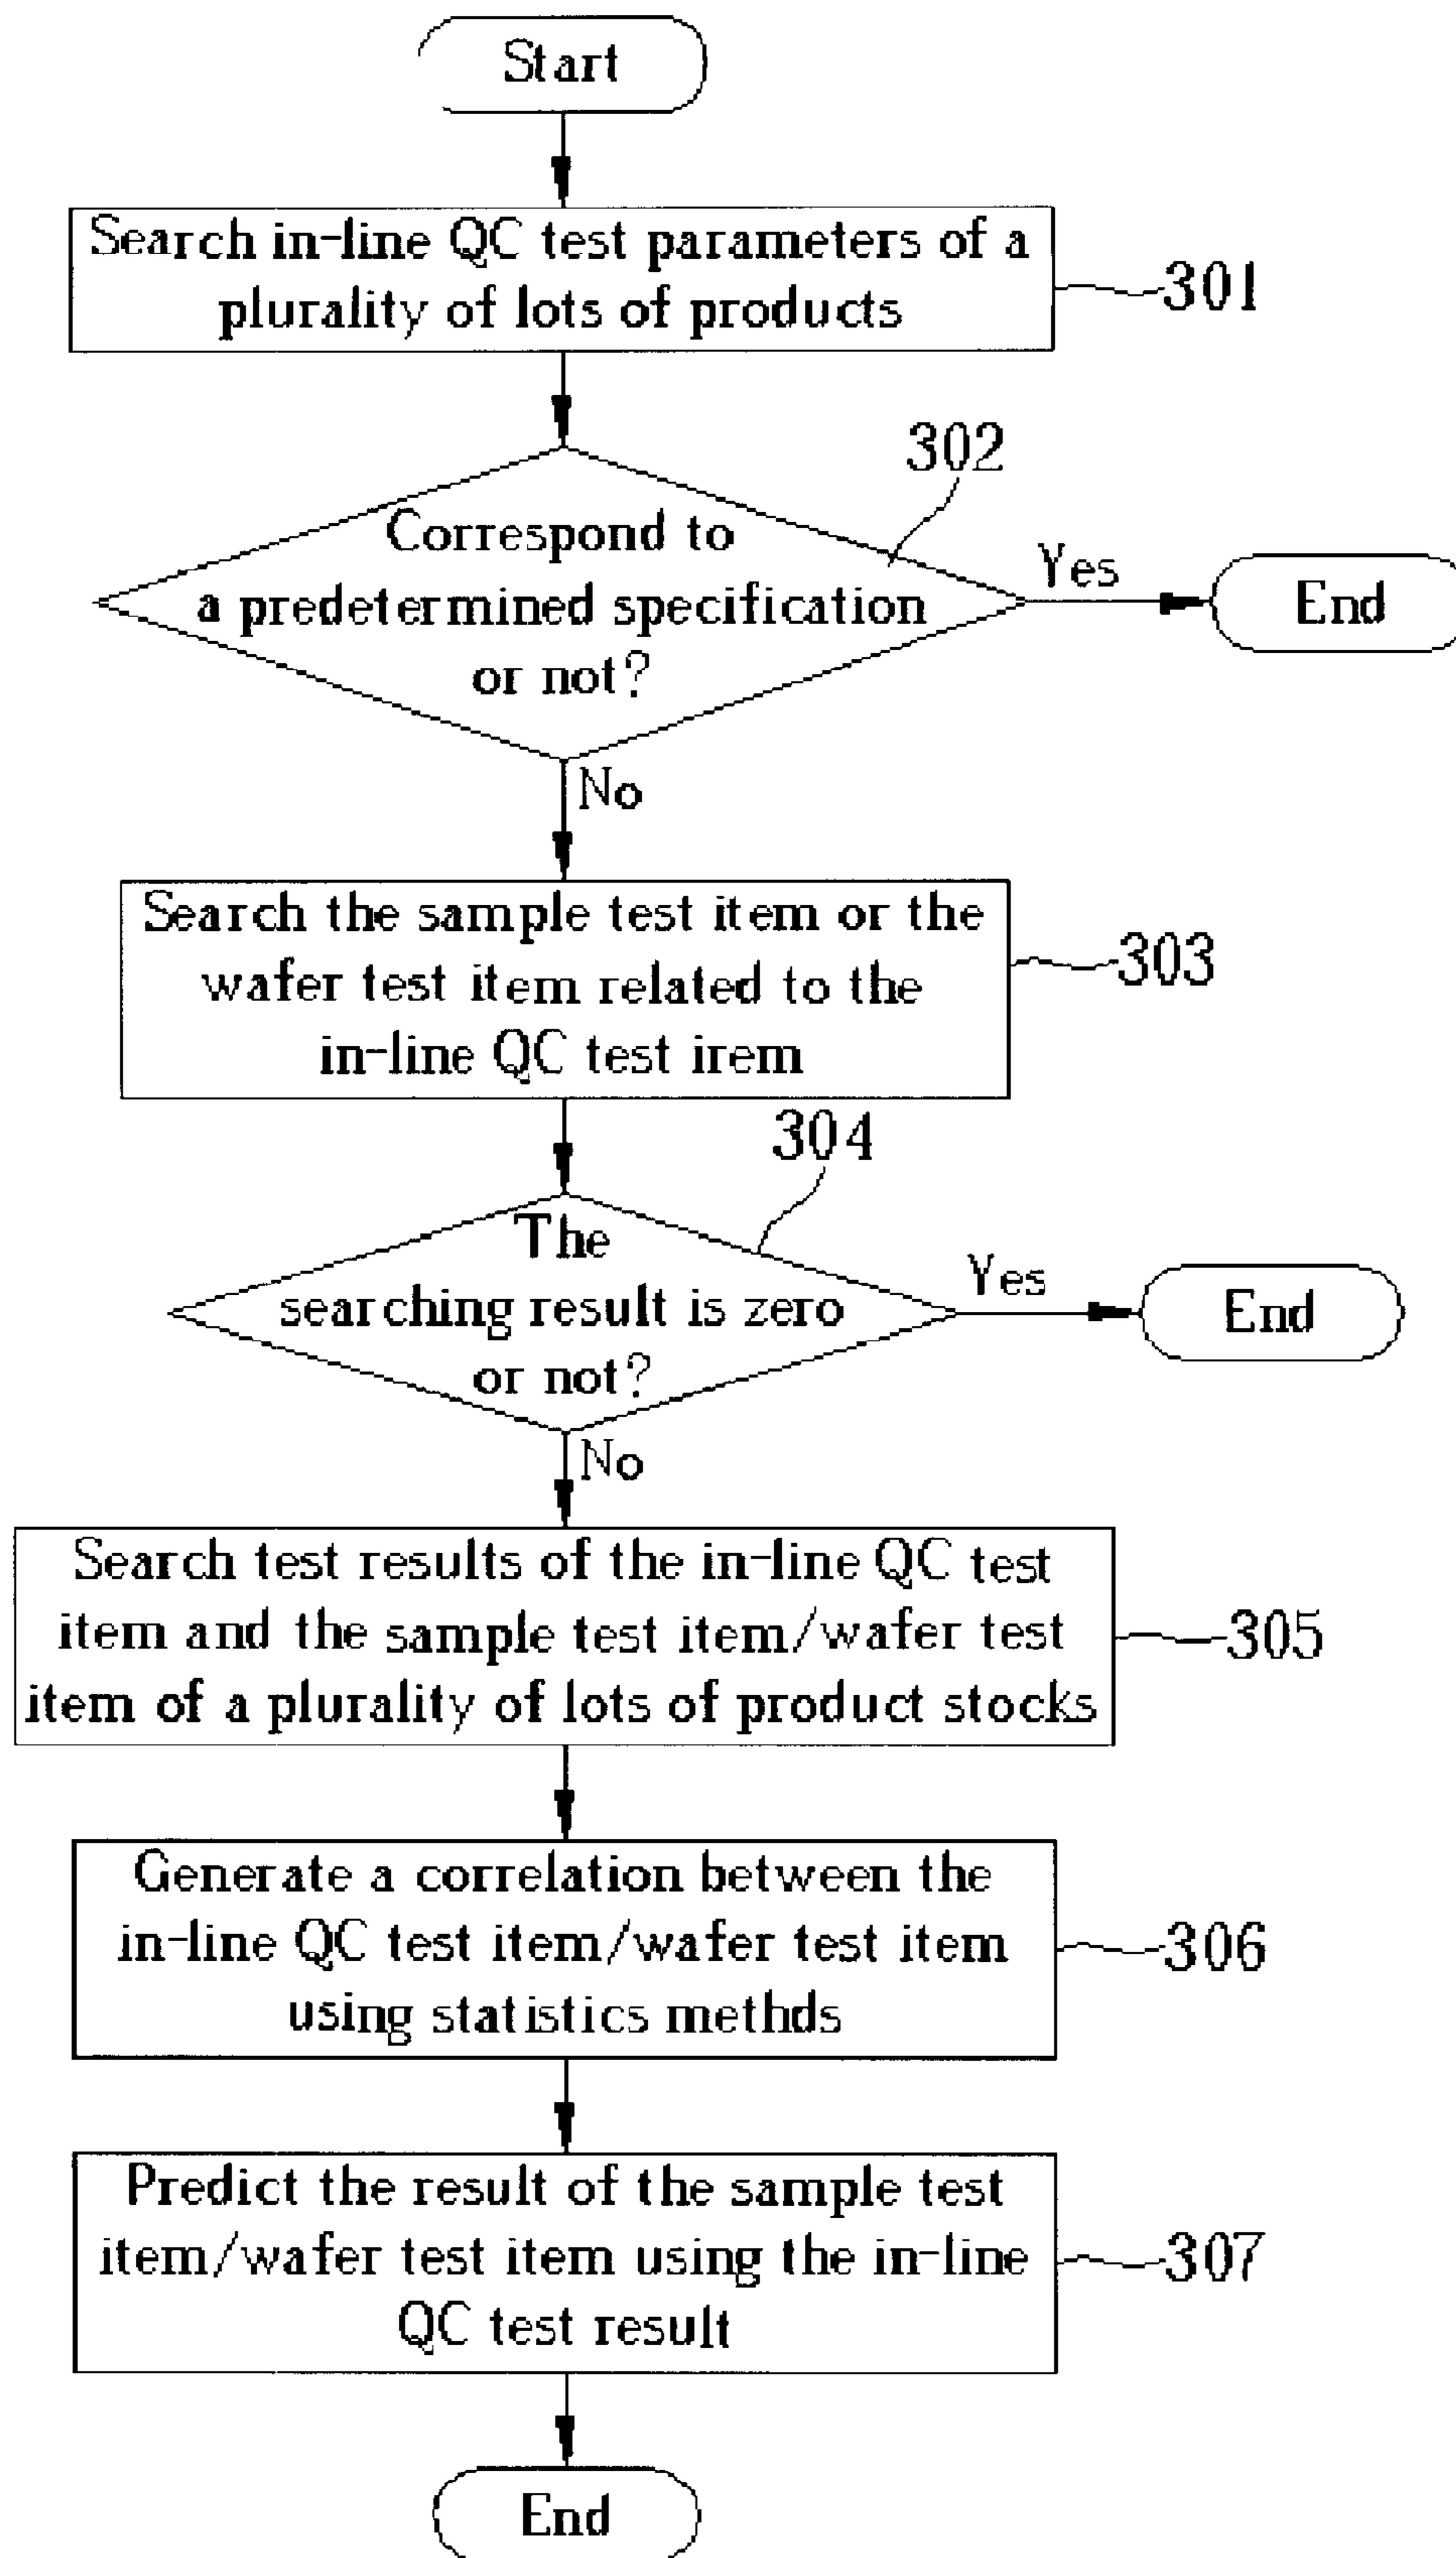 Start
Search in-line QC test parameters of a
plurality of lots of products
301
302
Correspond to
a predetermined specification
or not?
Yes
End
No
Search the sample test item or the
wafer test item related to the
in-line QC test irem
303
304
The
searching result is zero
or not?
Yes
End
No
Search test results of the in-line QC test
item and the sample test item/wafer test
item of a plurality of lots of product stocks
305
Generate a correlation between the
in-line QC test item/wafer test item
using statistics methds
306
Predict the result of the sample test
item/wafer test item using the in-line
QC test result
307
End